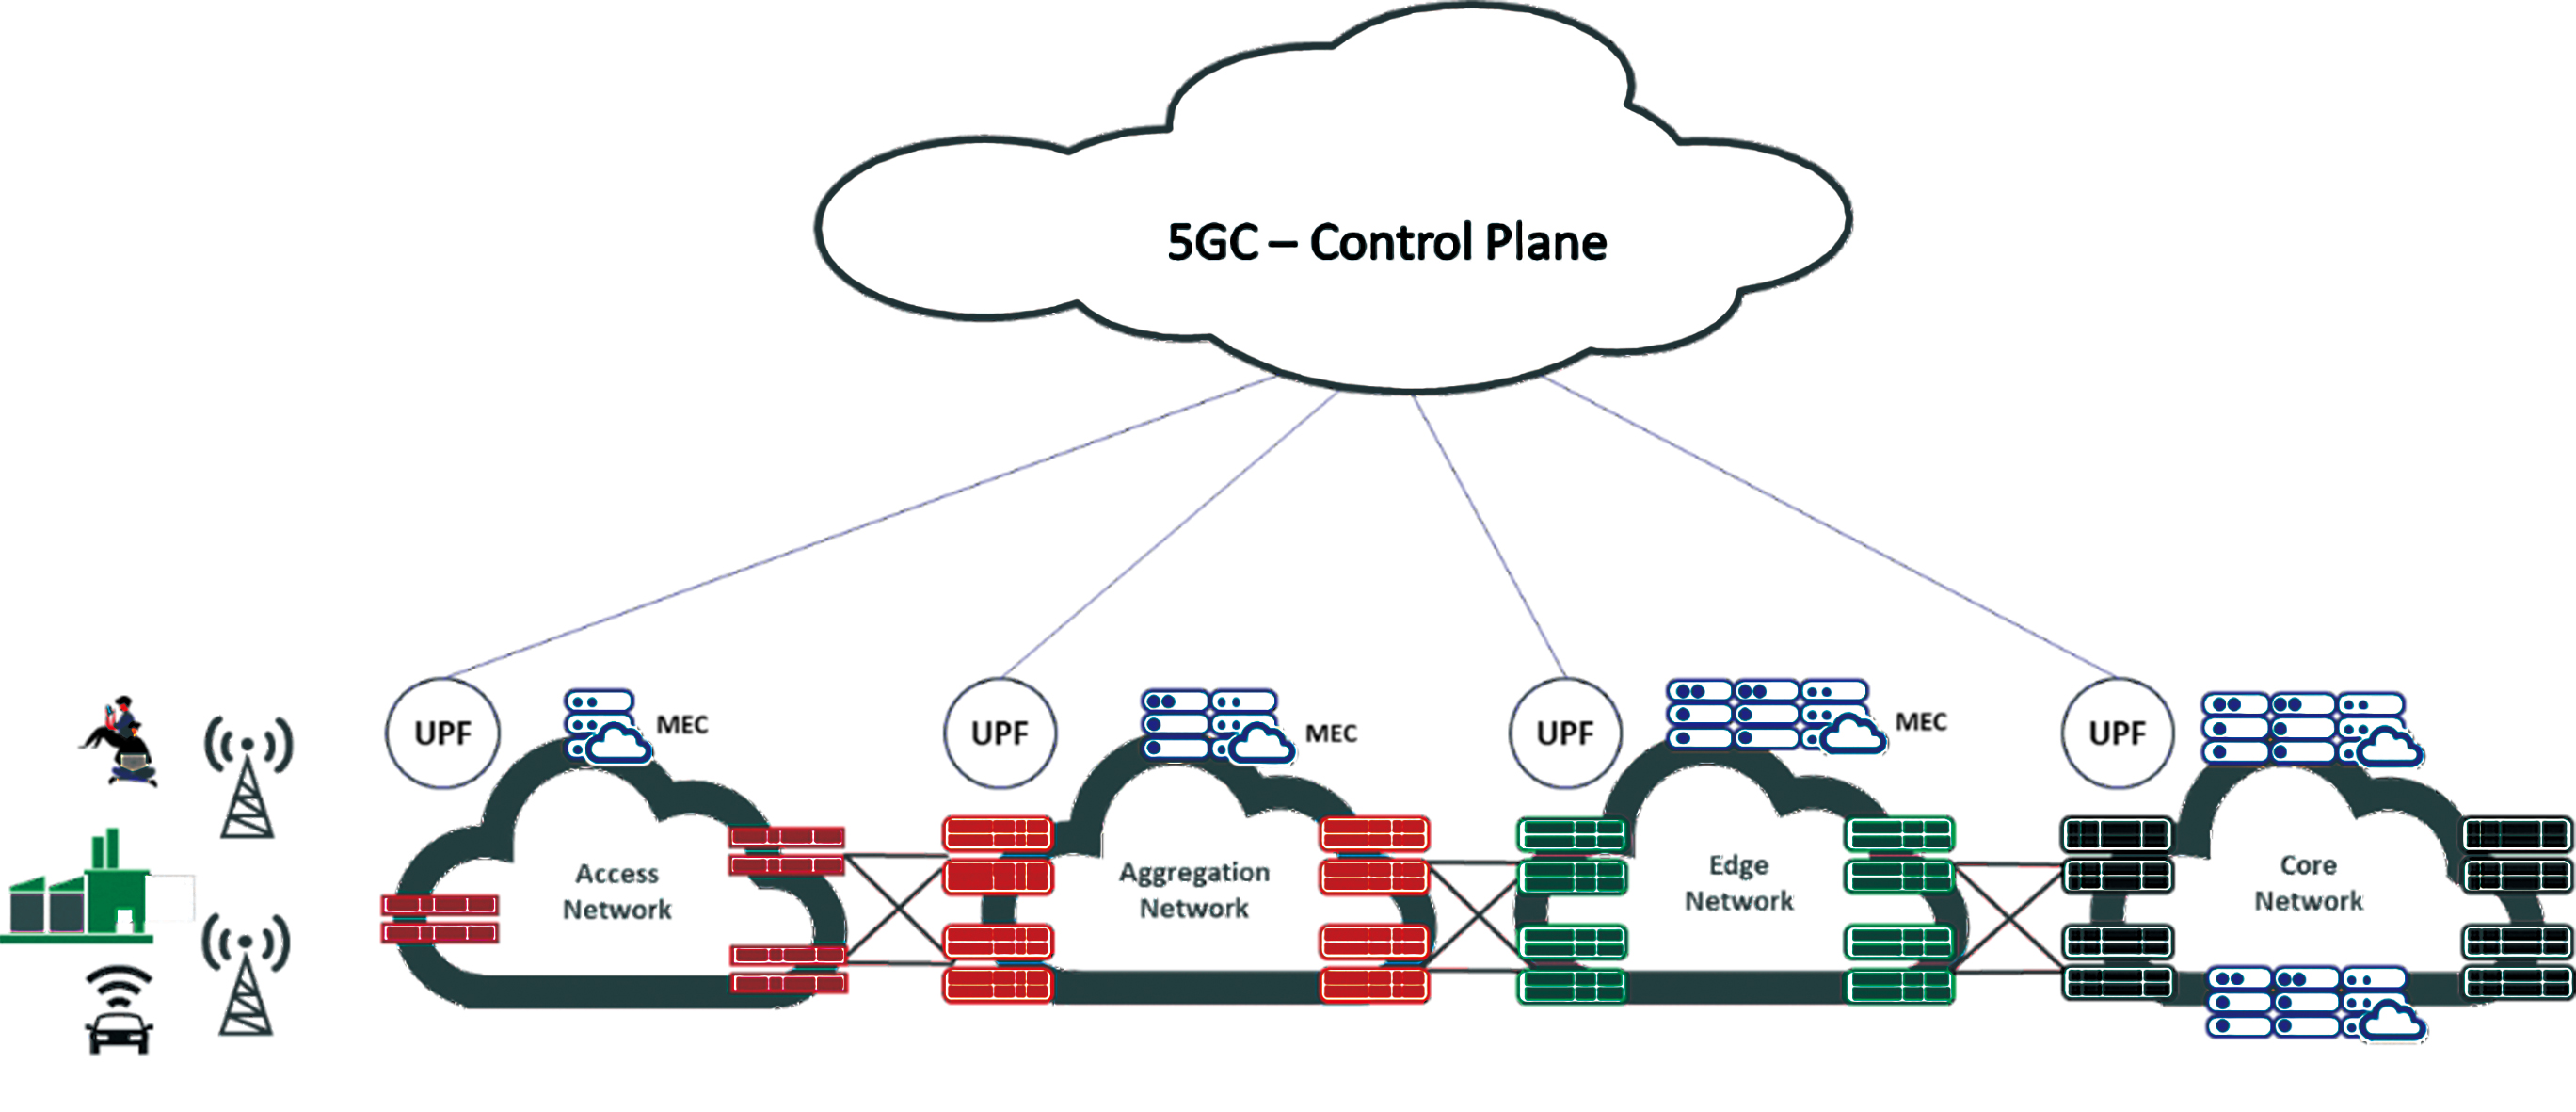 5GC – Control Plane
UPF
MEC
UPF
MEC
UPF
MEC
UPF
Access
Network
Aggregation
Network
Edge
Network
Core
Network